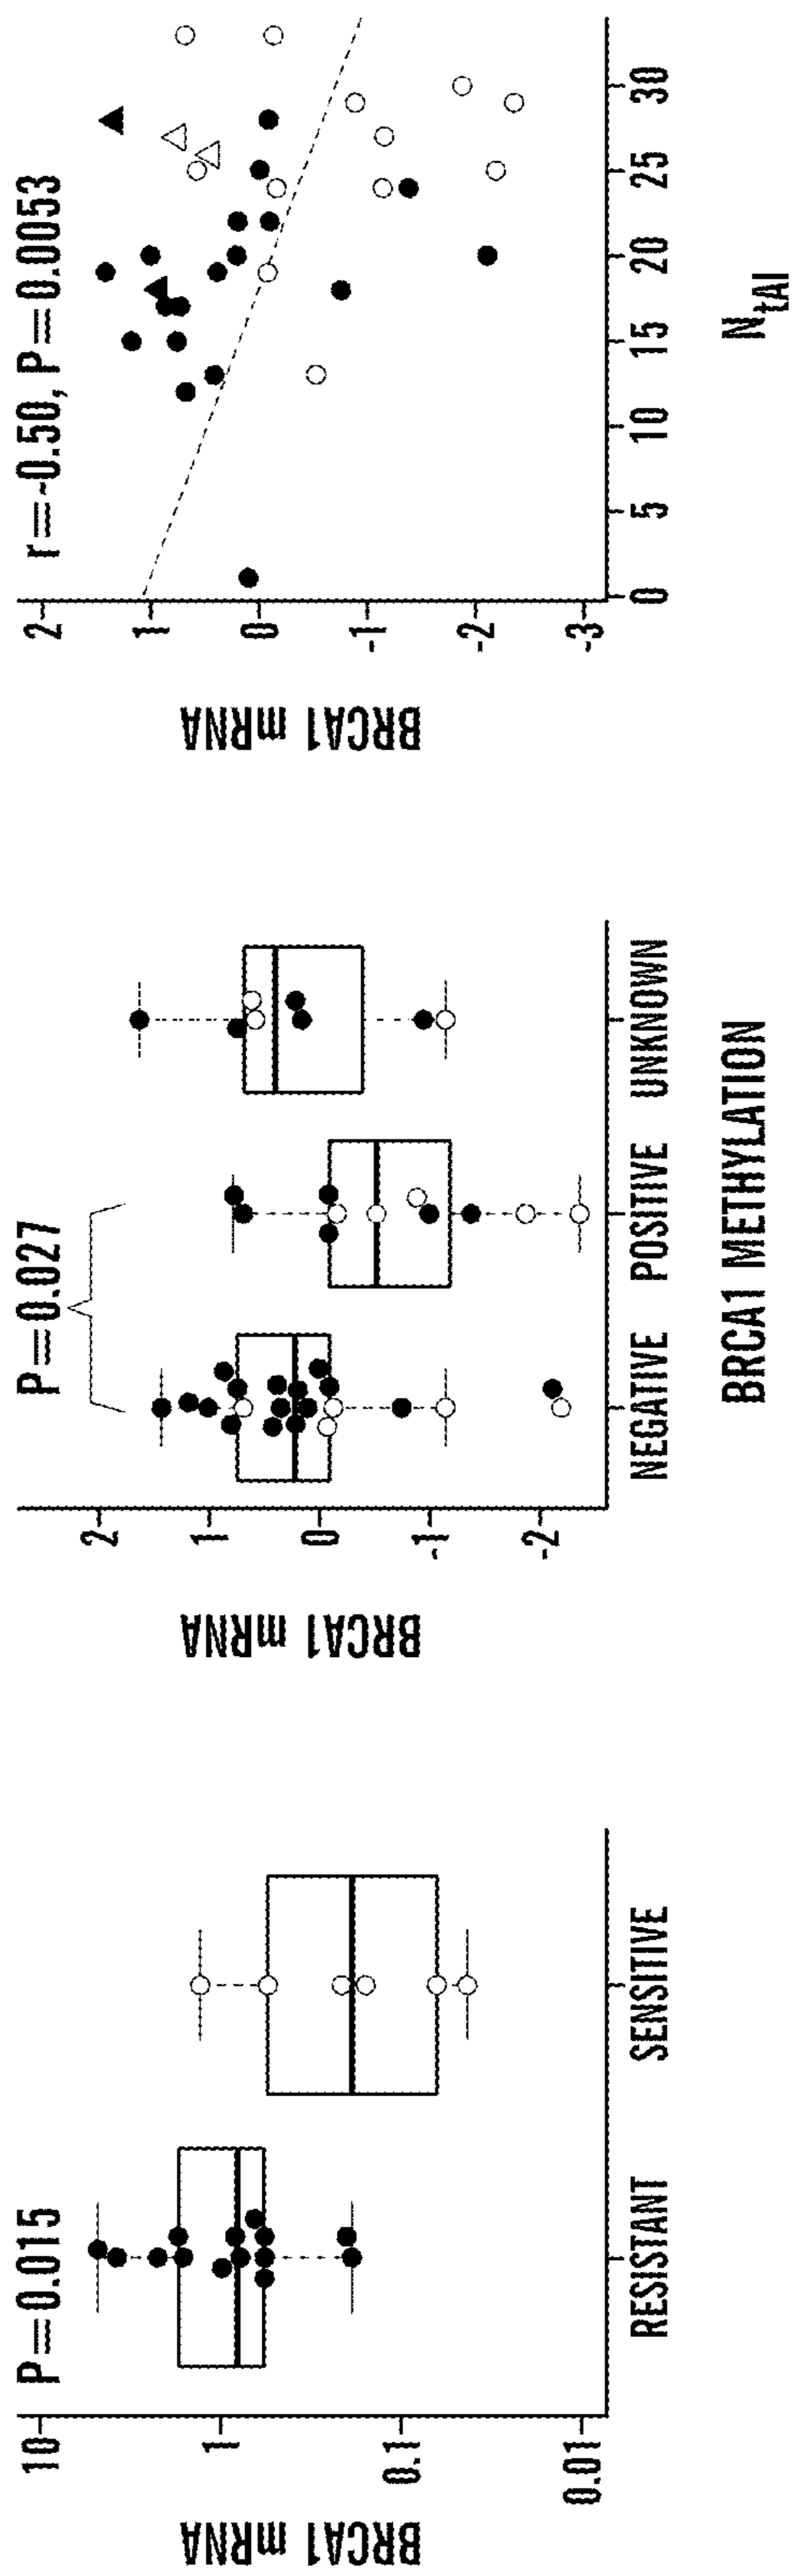 P=0.015
BRCA1 mRNA
10
1
0.1
0.01
RESISTANT
SENSITIVE
P=0.027
BRCA1 mRNA
2
1
0
-1
-2
NEGATIVE
POSITIVE
UNKNOWN
BRCA1 METHYLATION
r=-0.50, P=0.0053
BRCA1 mRNA
2
1
0
-1
-2
-3
0
5
10
15
20
25
30
NtAI